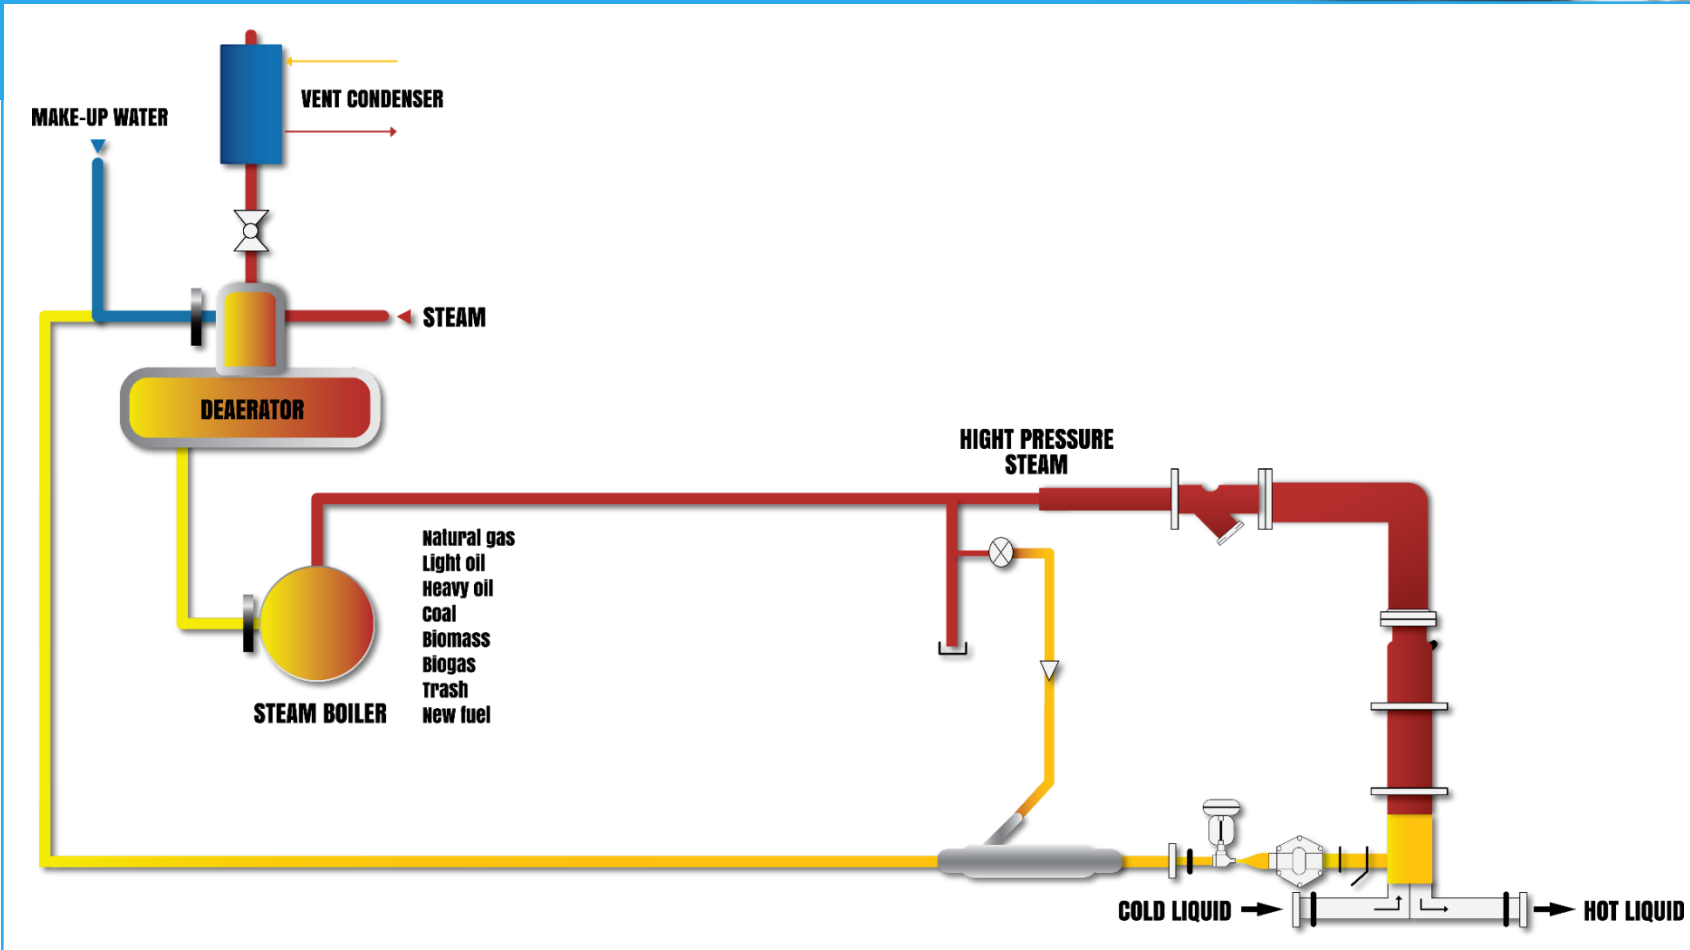 VENT CONDENSER
MAKE-UP WATER
STEAM
DEAERATOR
HIGHT PRESSURE
STEAM
Natural gas
Light oil
Heavy oil
Coal
Biomass
Biogas
Trash
New fuel
STEAM BOILER
COLD LIQUID
HOT LIQUID